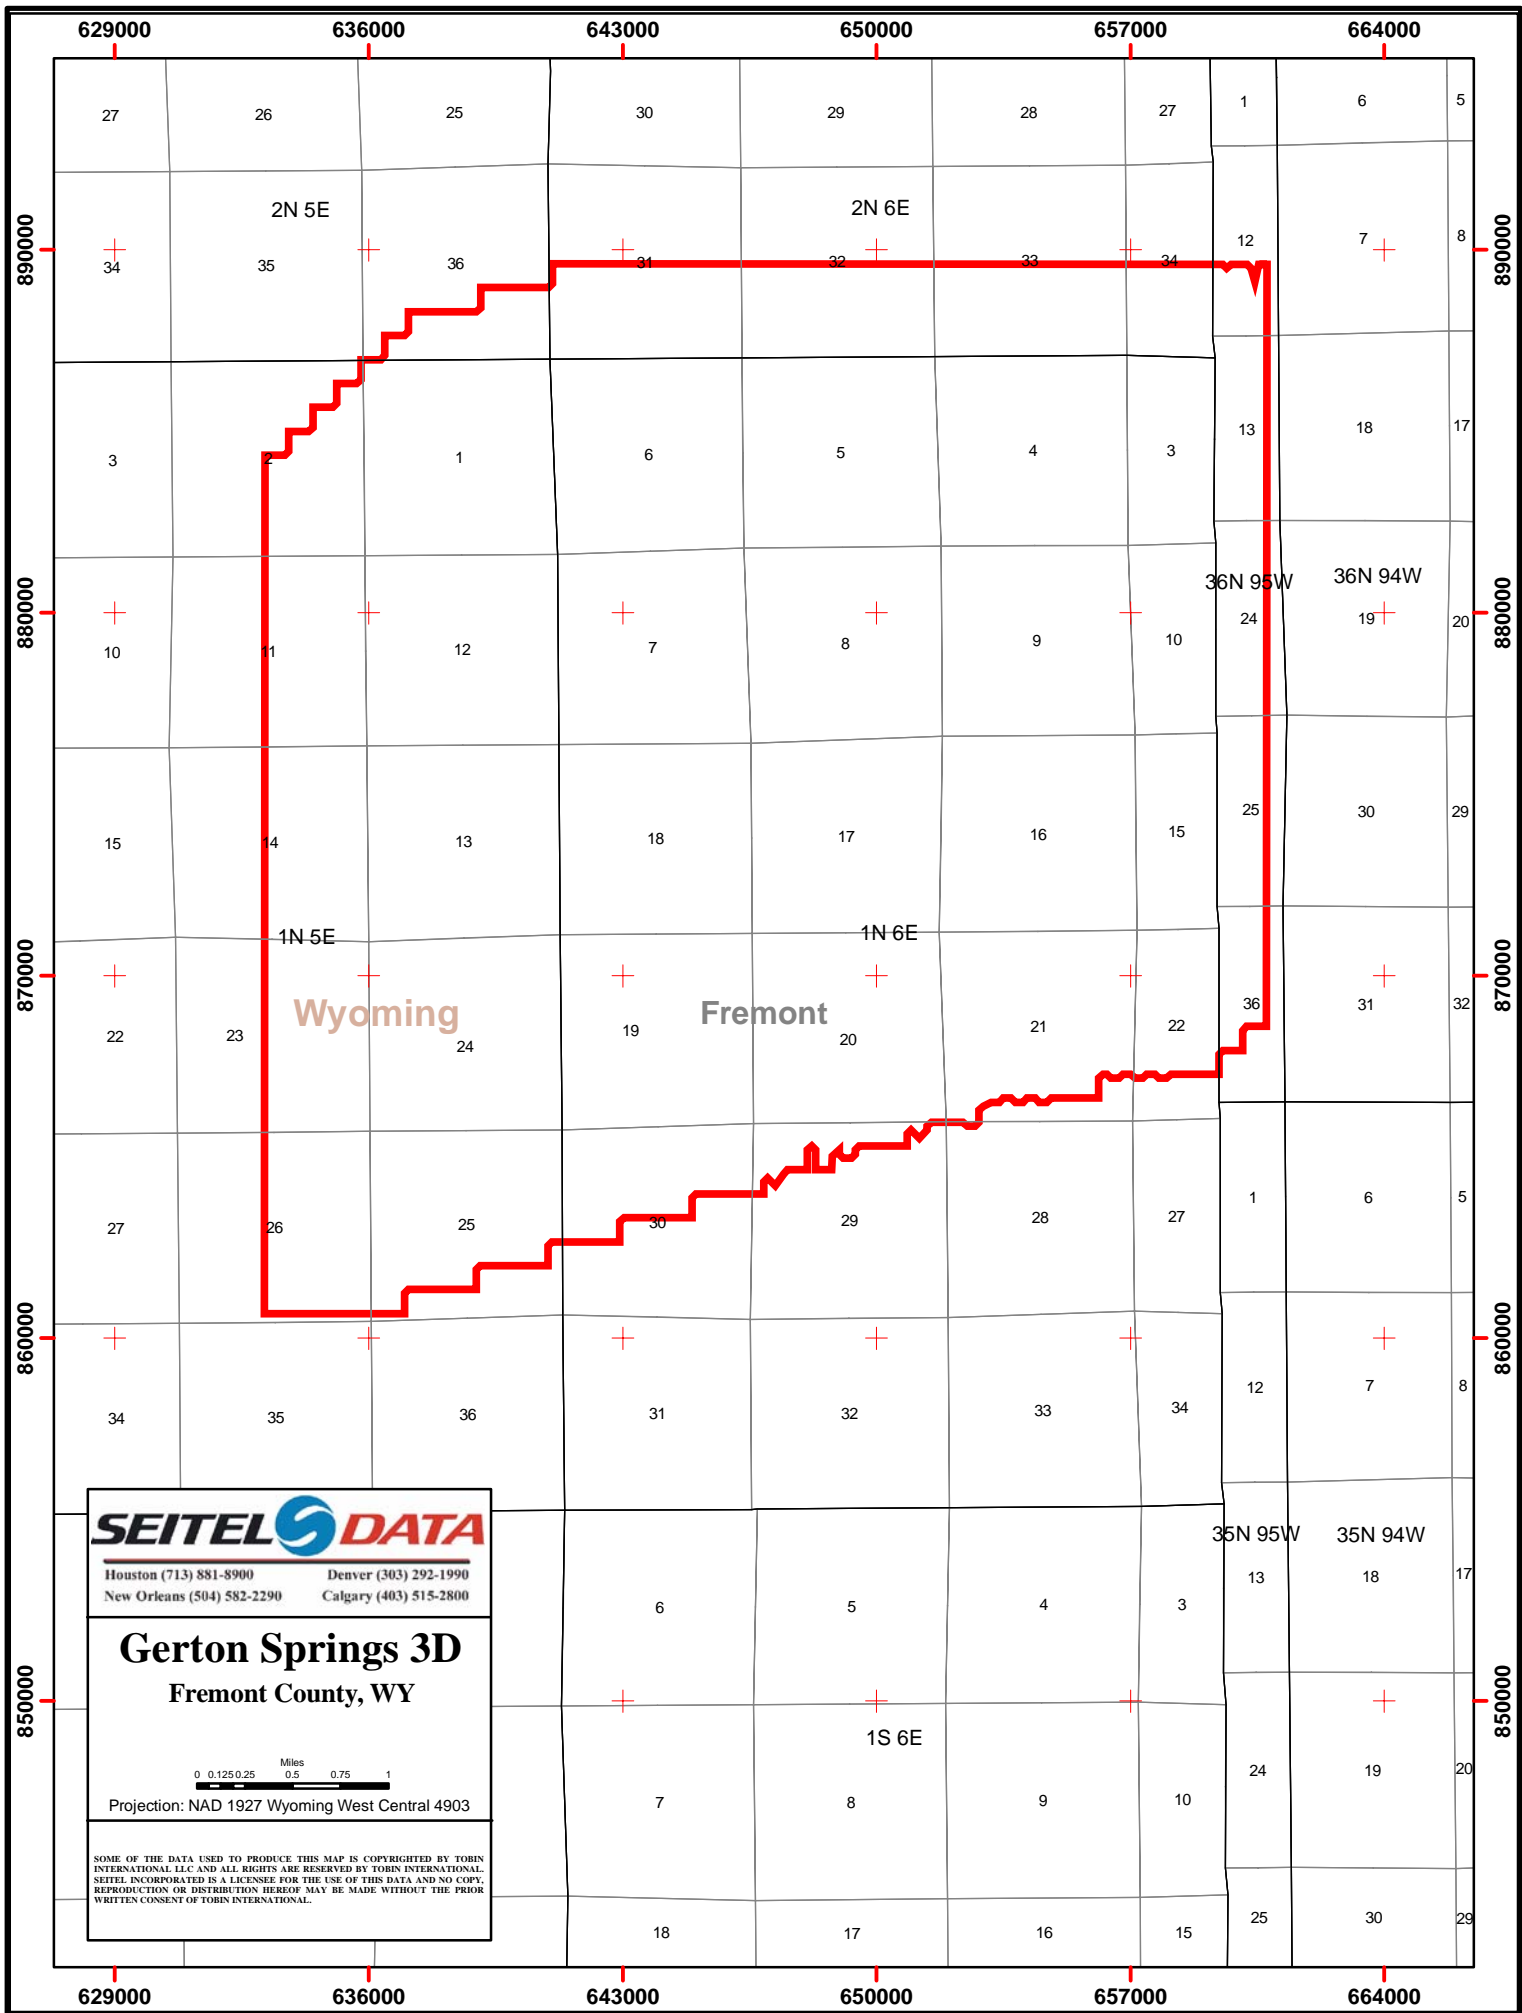 629000 636000 643000 650000 657000 664000
27 26 25 30 29 28 27 1 6 5
2N 5E 2N 6E
890000 34 35 36 31 32 33 34 12 7 8 890000
3 2 1 6 5 4 3 13 18 17
36N 95W 36N 94W
880000 10 11 12 7 8 9 10 24 19 20 880000
15 14 13 18 17 16 15 25 30 29
1N 5E 1N 6E
870000 870000
Wyoming Fremont
22 23 24 19 20 21 22 36 31 32
27 26 25 30 29 28 27 1 6 5
860000 860000
34 35 36 31 32 33 34 12 7 8
35N 95W 35N 94W
6 5 4 3 13 18 17
850000 850000
1S 6E
7 8 9 10 24 19 20
18 17 16 15 25 30 29
SEITEL DATA
Houston (713) 881-8900 Denver (303) 292-1990
New Orleans (504) 582-2290 Calgary (403) 515-2800
Gerton Springs 3D
Fremont County, WY
Miles
0 0.125 0.25 0.5 0.75 1
Projection: NAD 1927 Wyoming West Central 4903
SOME OF THE DATA USED TO PRODUCE THIS MAP IS COPYRIGHTED BY TOBIN
INTERNATIONAL LLC AND ALL RIGHTS ARE RESERVED BY TOBIN INTERNATIONAL.
SEITEL INCORPORATED IS A LICENSEE FOR THE USE OF THIS DATA AND NO COPY,
REPRODUCTION OR DISTRIBUTION HEREOF MAY BE MADE WITHOUT THE PRIOR
WRITTEN CONSENT OF TOBIN INTERNATIONAL.
629000 636000 643000 650000 657000 664000